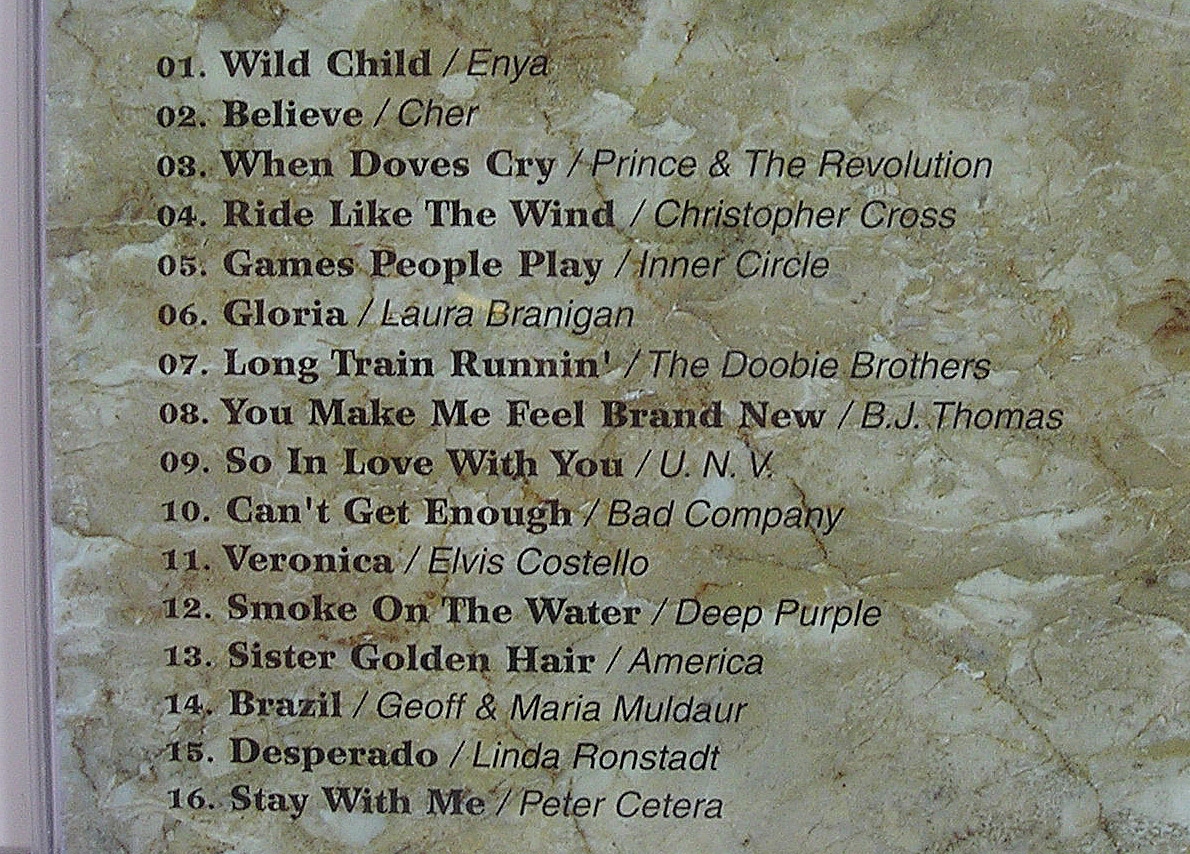 01. Wild Child / Enya
02. Believe / Cher
03. When Doves Cry / Prince & The Revolution
04. Ride Like The Wind / Christopher Cross
05. Games People Play / Inner Circle
06. Gloria / Laura Branigan
07. Long Train Runnin' / The Doobie Brothers
08. You Make Me Feel Brand New / B.J. Thomas
09. So In Love With You / U. N. V.
10. Can't Get Enough / Bad Company
11. Veronica / Elvis Costello
12. Smoke On The Water / Deep Purple
13. Sister Golden Hair / America
14. Brazil / Geoff & Maria Muldaur
15. Desperado / Linda Ronstadt
16. Stay With Me / Peter Cetera